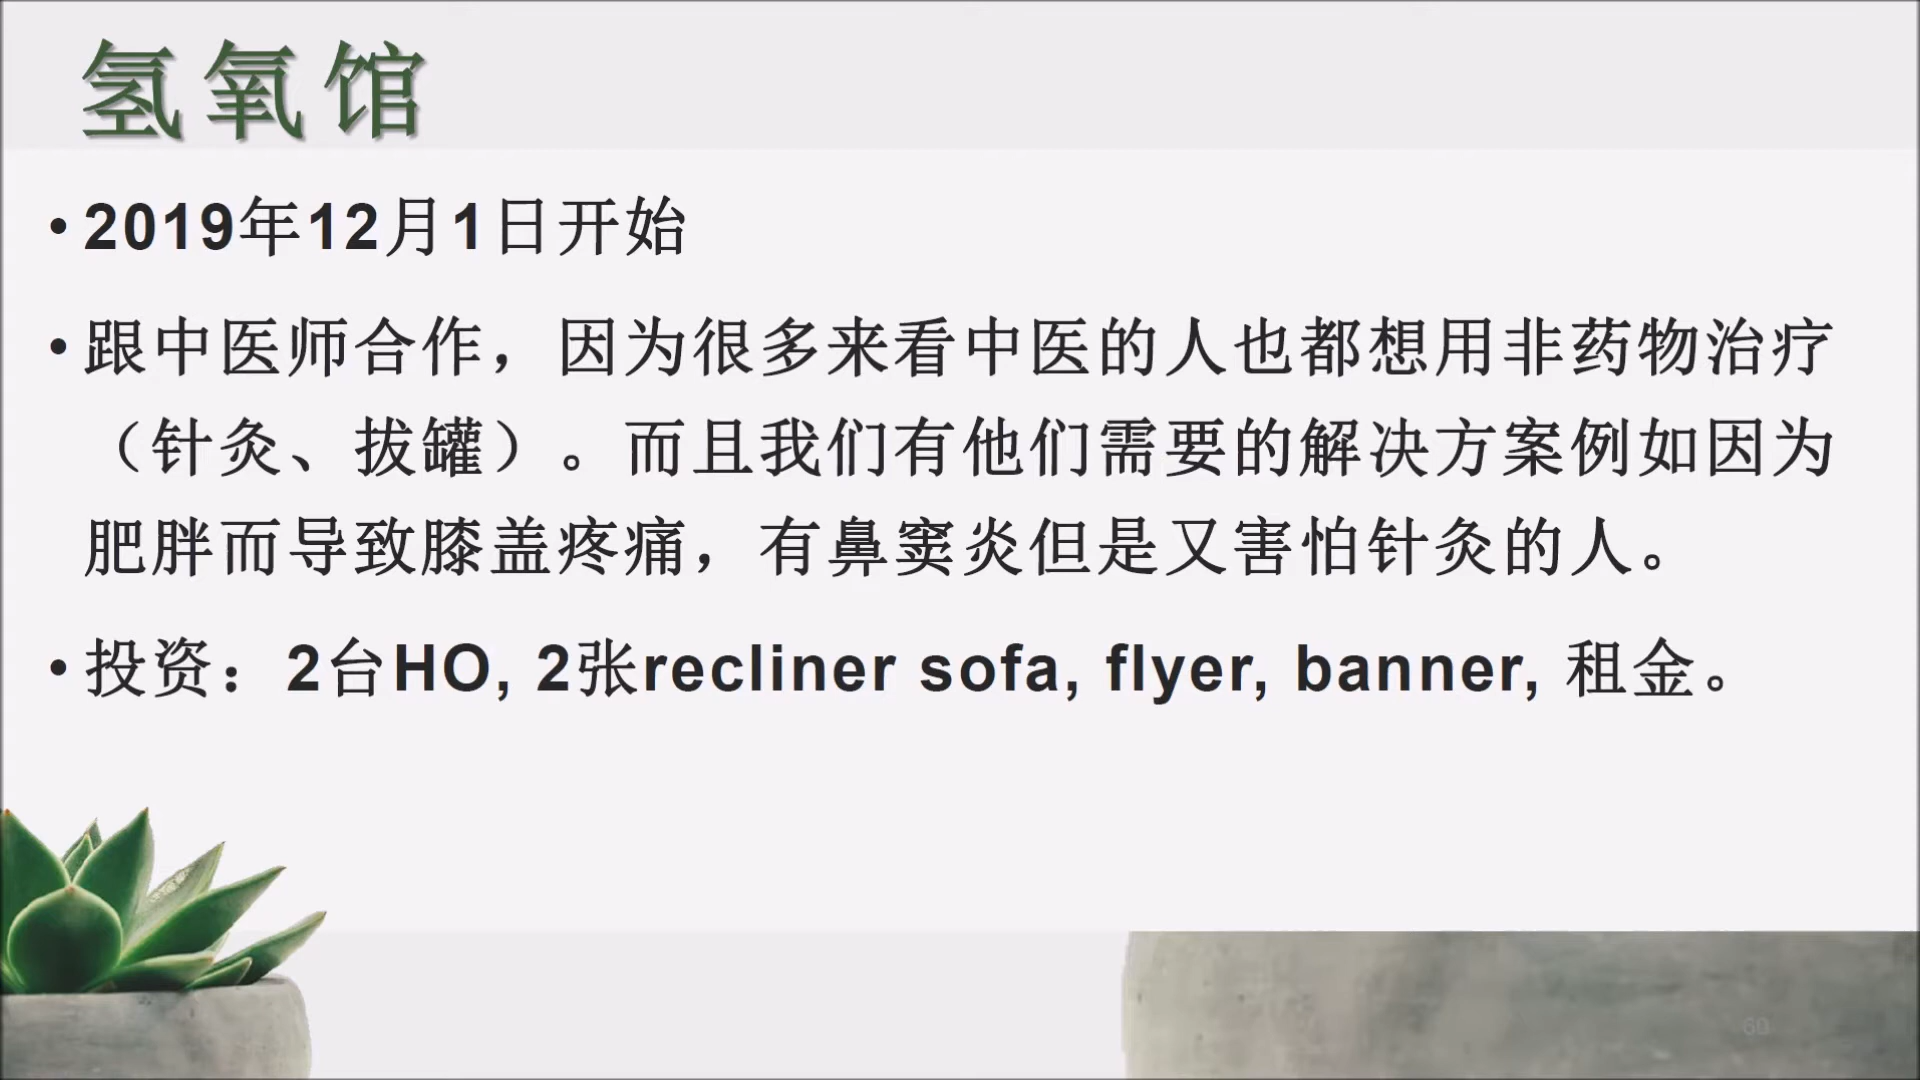 氢氧馆
• 2019年12月1日开始
• 跟中医师合作，因为很多来看中医的人也都想用非药物治疗
（针灸、拔罐）。而且我们有他们需要的解决方案例如因为
肥胖而导致膝盖疼痛，有鼻窦炎但是又害怕针灸的人。
• 投资：2台HO, 2张recliner sofa, flyer, banner, 租金。
60